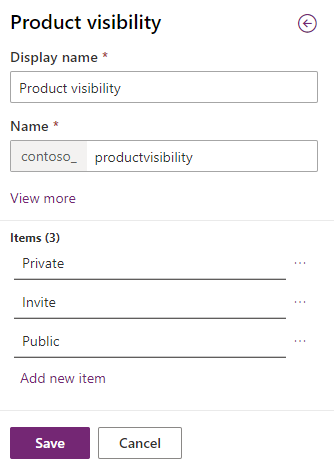 Product visibility
Display name *
Product visibility
Name *
contoso_ productvisibility
View more
Items (3)
Private ...
Invite ...
Public ...
Add new item
Save Cancel